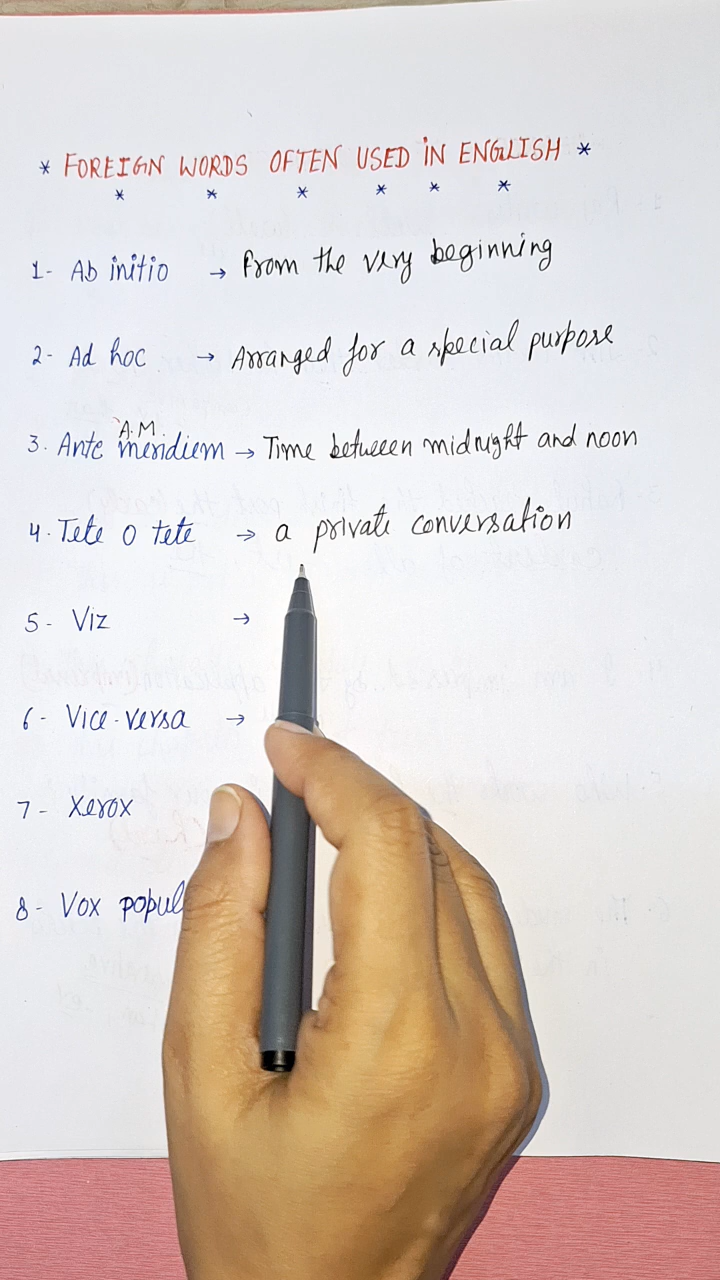 * FOREIGN WORDS OFTEN USED IN ENGLISH *
* * * * * *
1- Ab initio → From the very beginning
2- Ad hoc → Arranged for a special purpose
A.M.
3. Ante meridiem → Time between midnight and noon
4. Tete o tete → a private conversation
5- Viz →
6- Vice-versa →
7- Xerox
8- Vox popul